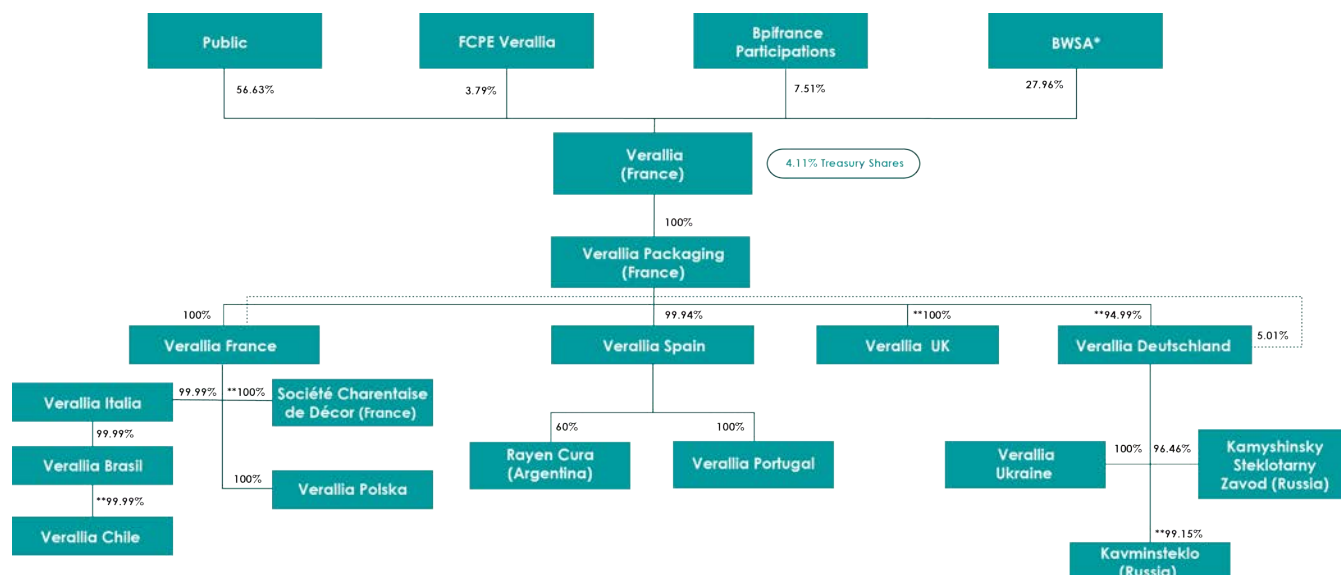 Public
FCPE Verallia
Bpifrance
Participations
BWSA*
56.63%
3.79%
7.51%
27.96%
Verallia
(France)
4.11% Treasury Shares
100%
Verallia Packaging
(France)
100%
99.94%
**100%
**94.99%
Verallia France
Verallia Spain
Verallia UK
Verallia Deutschland
5.01%
Verallia Italia
99.99%
**100%
Société Charentaise
de Décor (France)
99.99%
Verallia Brasil
100%
Verallia Polska
**99.99%
Verallia Chile
60%
100%
Rayen Cura
(Argentina)
Verallia Portugal
Verallia
Ukraine
100%
96.46%
Kamyshinsky
Steklotarny
Zavod (Russia)
**99.15%
Kavminsteklo
(Russia)